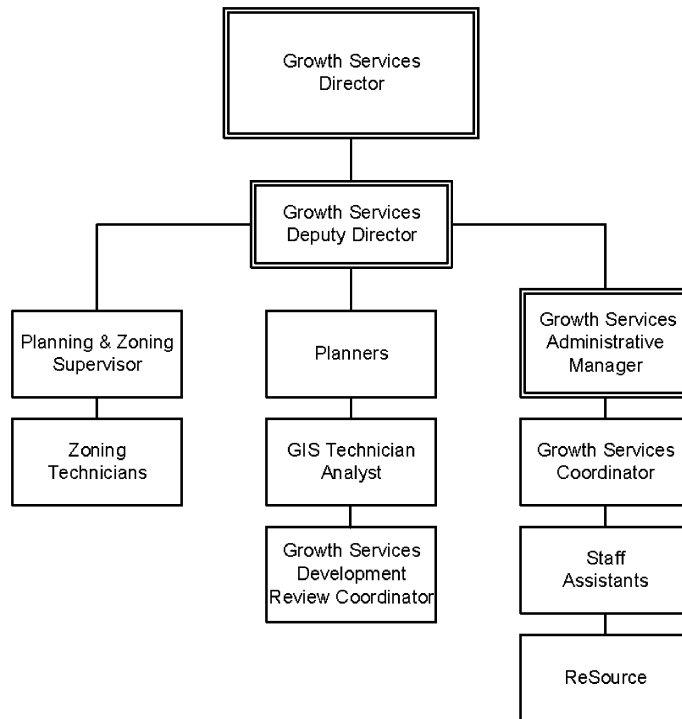 Growth Services
Director
Growth Services
Deputy Director
Planning & Zoning
Supervisor
Planners
Growth Services
Administrative
Manager
Zoning
Technicians
GIS Technician
Analyst
Growth Services
Coordinator
Growth Services
Development
Review Coordinator
Staff
Assistants
ReSource